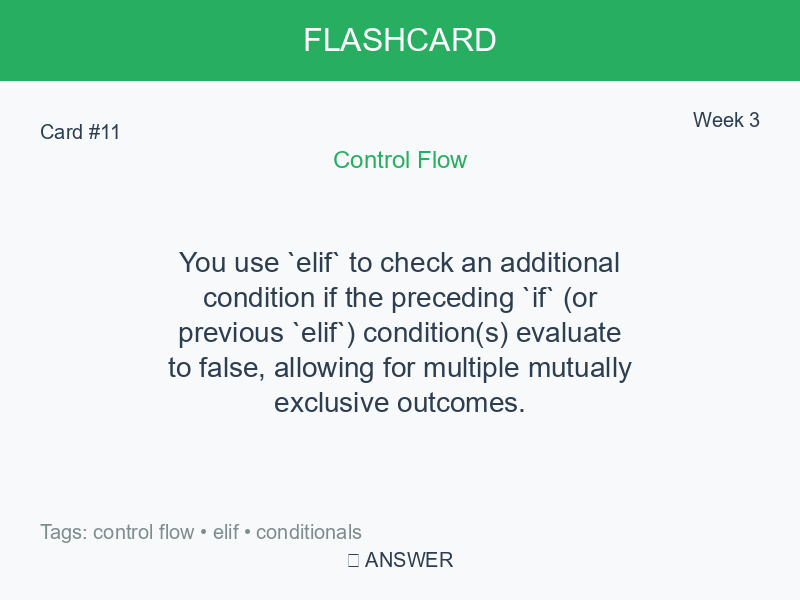 FLASHCARD
Week 3
Card #11
Control Flow
You use `elif` to check an additional
condition if the preceding `if` (or
previous `elif`) condition(s) evaluate
to false, allowing for multiple mutually
exclusive outcomes.
Tags: control flow • elif • conditionals
ANSWER